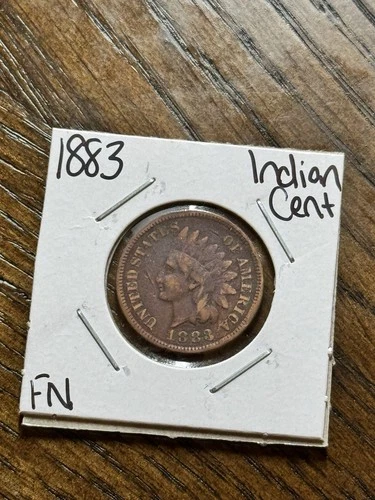 1883
Indian
Cent
UNITED STATES OF AMERICA
1883
FN